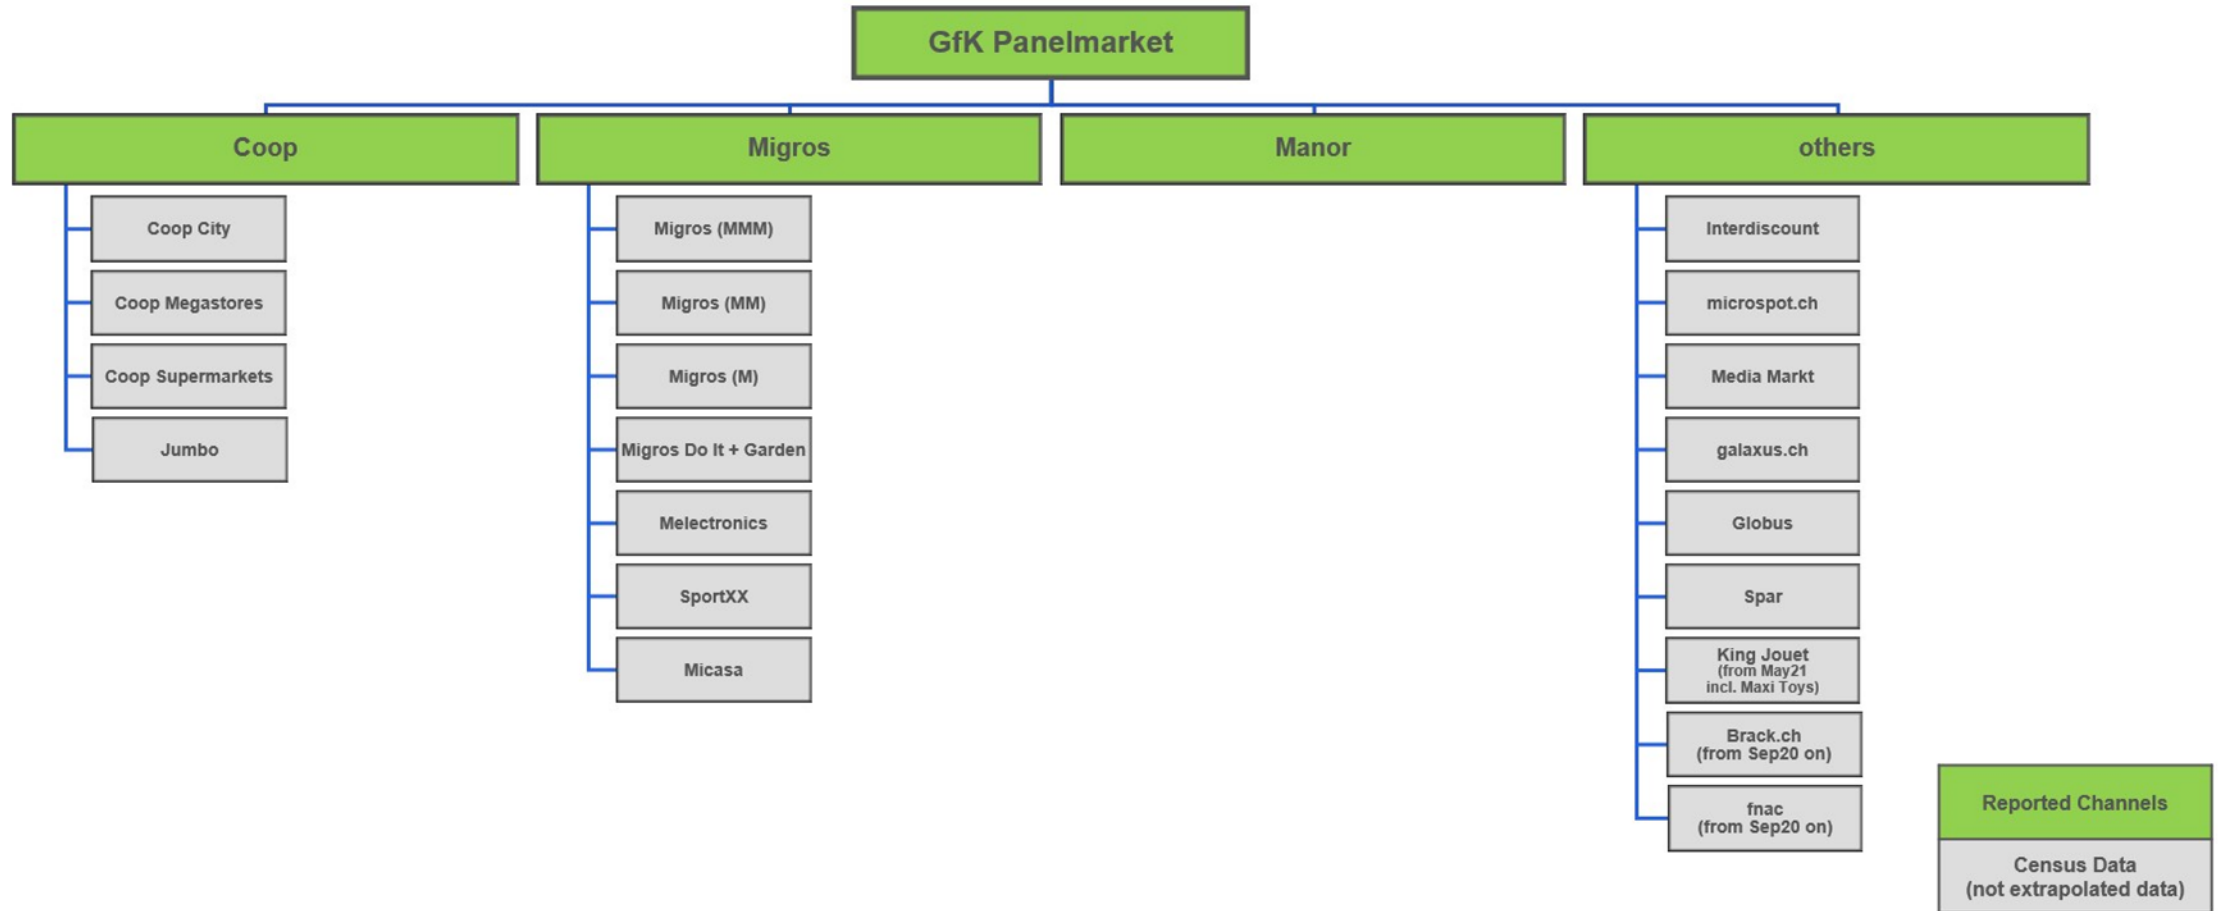 GfK Panelmarket
Coop
Migros
Manor
others
Coop City
Coop Megastores
Coop Supermarkets
Jumbo
Migros (MMM)
Migros (MM)
Migros (M)
Migros Do It + Garden
Melectronics
SportXX
Micasa
Interdiscount
microspot.ch
Media Markt
galaxus.ch
Globus
Spar
King Jouet
(from May21
incl. Maxi Toys)
Brack.ch
(from Sep20 on)
fnac
(from Sep20 on)
Reported Channels
Census Data
(not extrapolated data)